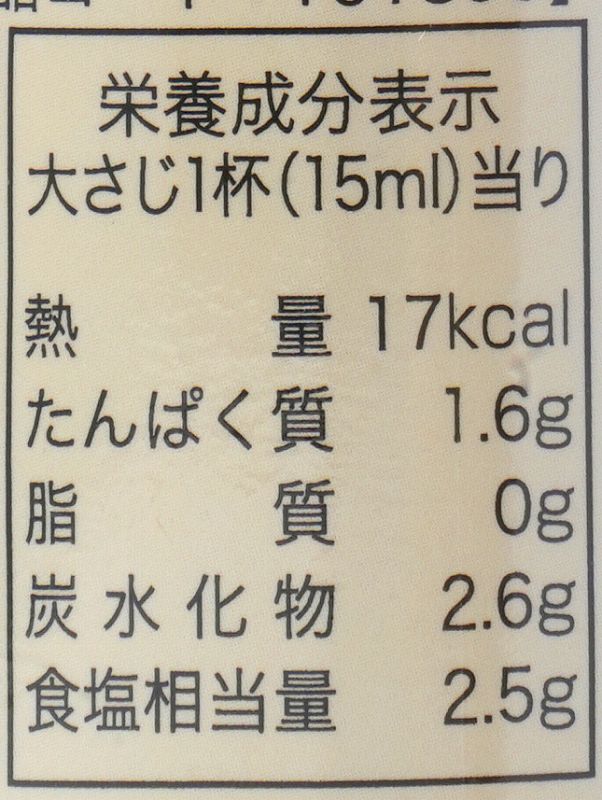 栄養成分表示
大さじ1杯(15ml)当り
熱量 17kcal
たんぱく質 1.6g
脂質 0g
炭水化物 2.6g
食塩相当量 2.5g